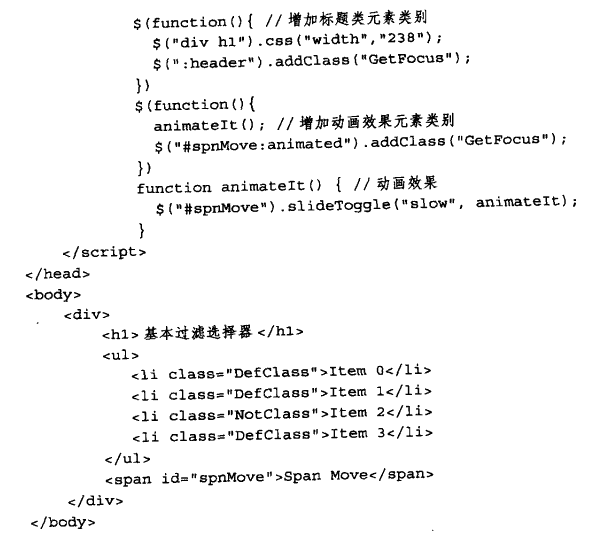 $(function(){ //增加标题类元素类别
$("div h1").css("width","238");
$(":header").addClass("GetFocus");
})
$(function(){
animateIt(); //增加动画效果元素类别
$("#spnMove:animated").addClass("GetFocus");
})
function animateIt() { //动画效果
$("#spnMove").slideToggle("slow", animateIt);
}
</script>
</head>
<body>
<div>
<h1>基本过滤选择器</h1>
<ul>
<li class="DefClass">Item 0</li>
<li class="DefClass">Item 1</li>
<li class="NotClass">Item 2</li>
<li class="DefClass">Item 3</li>
</ul>
<span id="spnMove">Span Move</span>
</div>
</body>